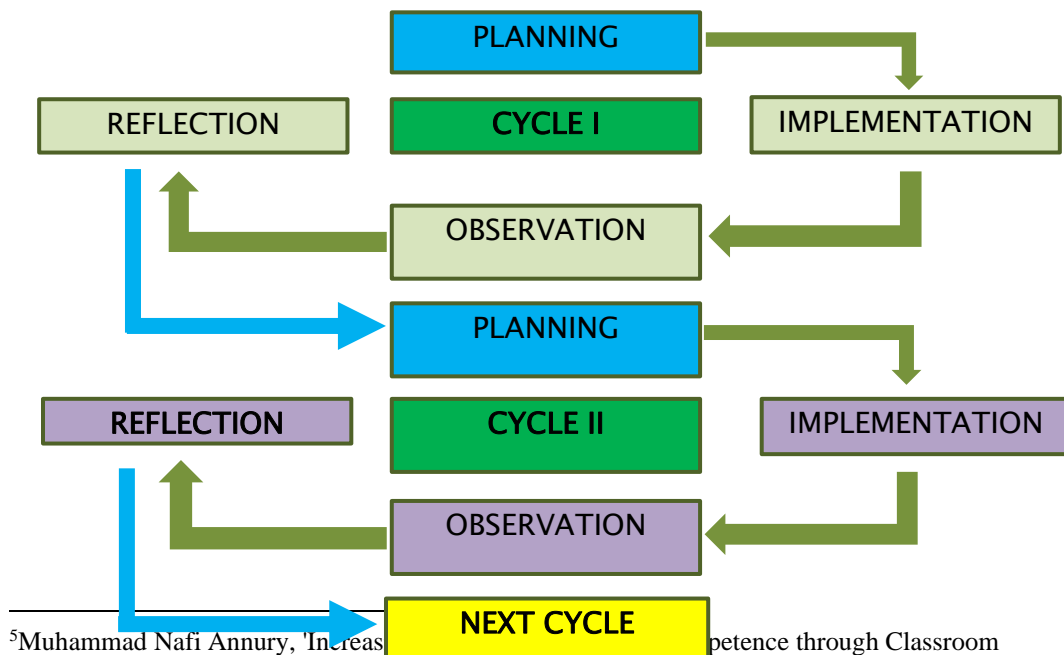 PLANNING
REFLECTION CYCLE I IMPLEMENTATION
OBSERVATION
PLANNING
REFLECTION CYCLE II IMPLEMENTATION
OBSERVATION
NEXT CYCLE
⁵Muhammad Nafi Annury, 'Increas petence through Classroom